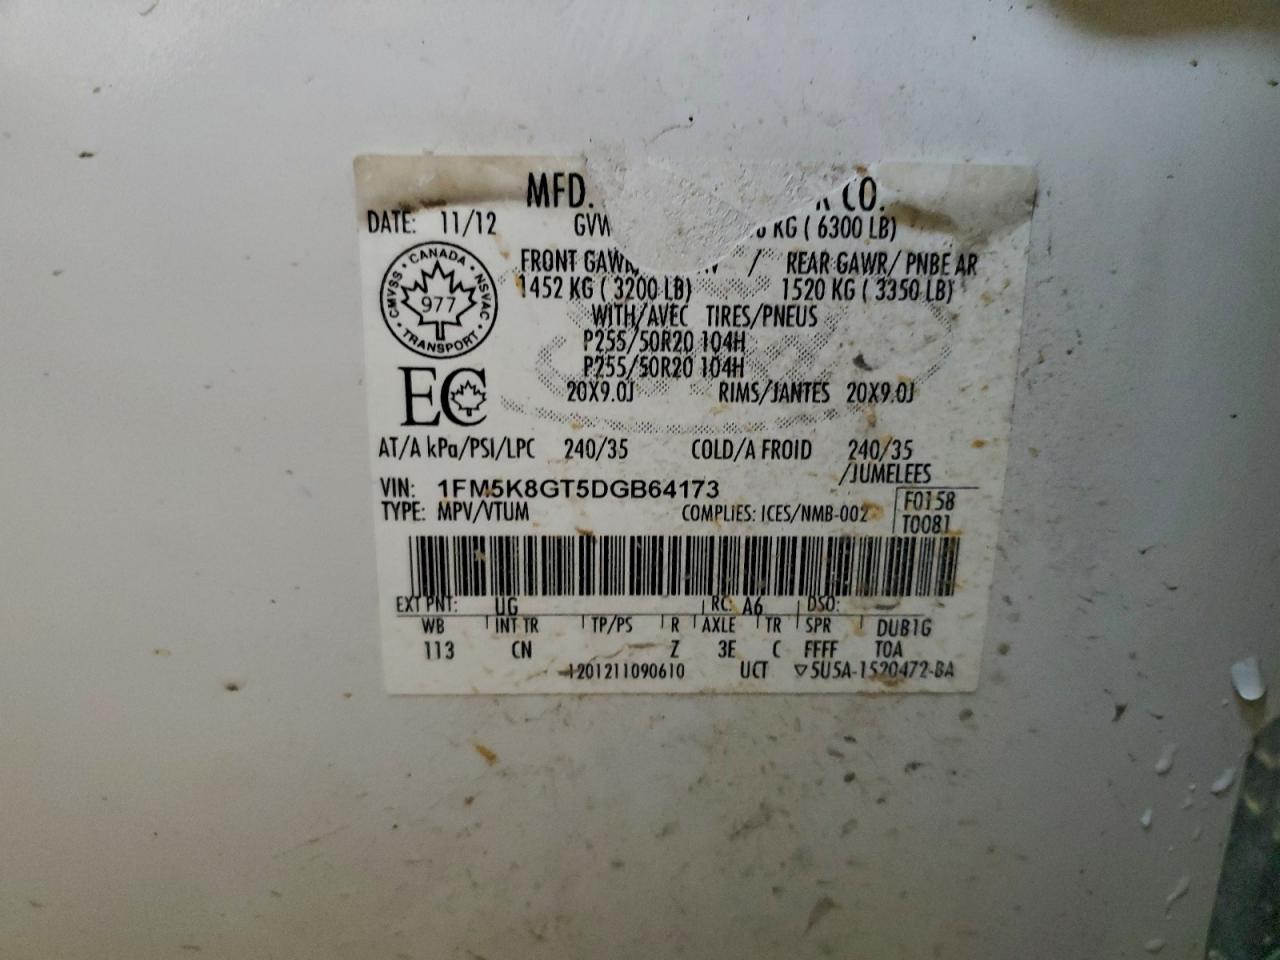 MFD. CO.
DATE: 11/12 GVW KG ( 6300 LB)
CANADA
CMVSS
NSVAC
977
TRANSPORT
FRONT GAWR / REAR GAWR/ PNBE AR
1452 KG ( 3200 LB) 1520 KG ( 3350 LB)
WITH/AVEC TIRES/PNEUS
P255/50R20 104H
P255/50R20 104H
EC
20X9.0J RIMS/JANTES 20X9.0J
AT/A kPa/PSI/LPC 240/35 COLD/A FROID 240/35
/JUMELEES
VIN: 1FM5K8GT5DGB64173
TYPE: MPV/VTUM COMPLIES: ICES/NMB-002
F0158
T0081
EXT PNT: UG RC: A6 DSO:
WB INT TR TP/PS R AXLE TR SPR DUB1G
113 CN Z 3E C FFFF TOA
1201211090610 UCT ▽5U5A-1520472-BA